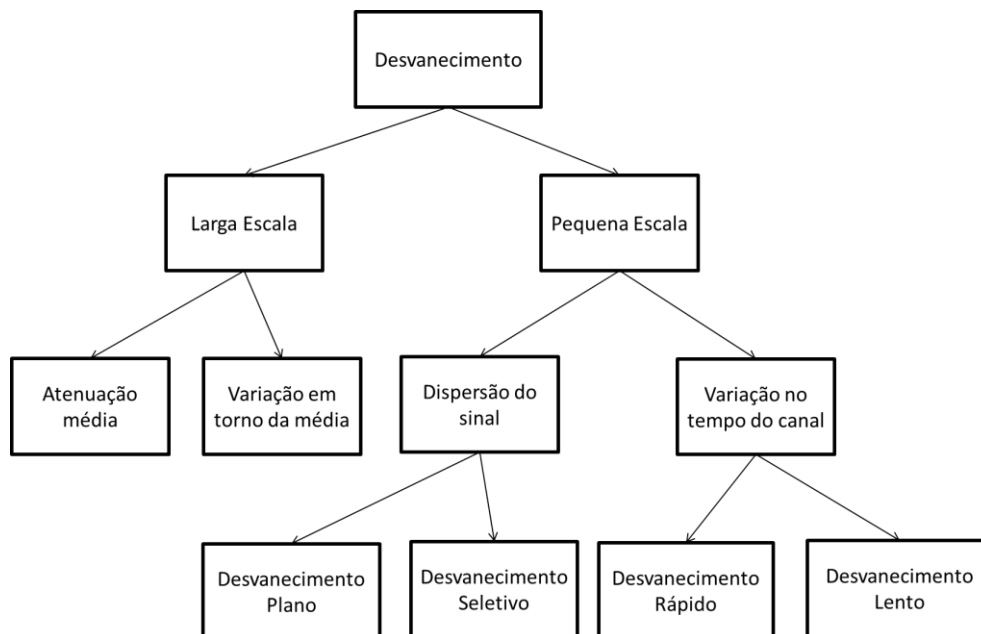 Desvanecimento
Larga Escala
Pequena Escala
Atenuação
média
Variação em
torno da média
Dispersão do
sinal
Variação no
tempo do canal
Desvanecimento
Plano
Desvanecimento
Seletivo
Desvanecimento
Rápido
Desvanecimento
Lento